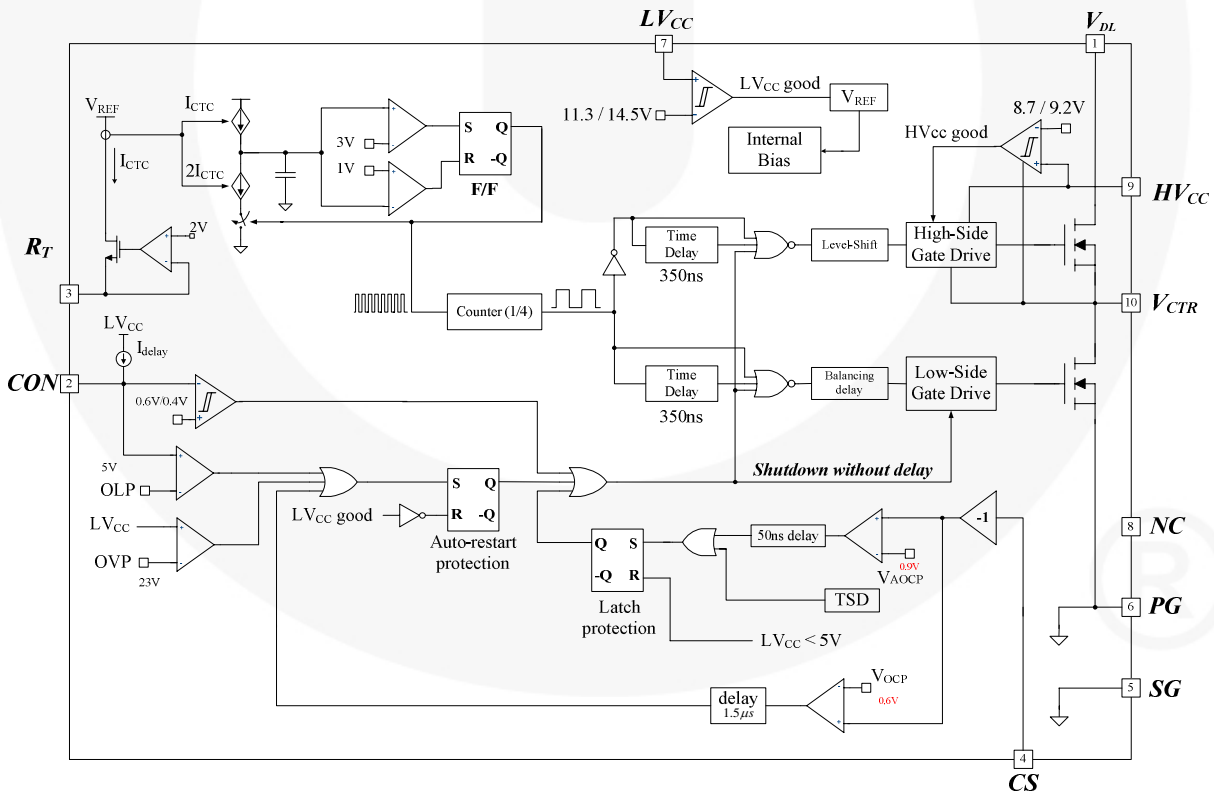 LVCC
VDL
7
1
VREF
ICTC
LVCC good
VREF
11.3 / 14.5V
8.7 / 9.2V
HVcc good
+
-
3V
S
Q
ICTC
2ICTC
1V
R
-Q
F/F
Internal
Bias
9
HVCC
2V
RT
3
Time
Delay
350ns
Level-Shift
High-Side
Gate Drive
10
VCTR
Counter (1/4)
LVCC
Idelay
CON
2
0.6V/0.4V
Time
Delay
350ns
Balancing
delay
Low-Side
Gate Drive
5V
OLP
Shutdown without delay
S
Q
R
-Q
LVCC good
Auto-restart
protection
LVCC
OVP
23V
Q
S
-Q
R
Latch
protection
50ns delay
0.9V
VAOCP
-1
8
NC
TSD
LVCC < 5V
6
PG
®
VOCP
0.6V
delay
1.5µs
5
SG
4
CS